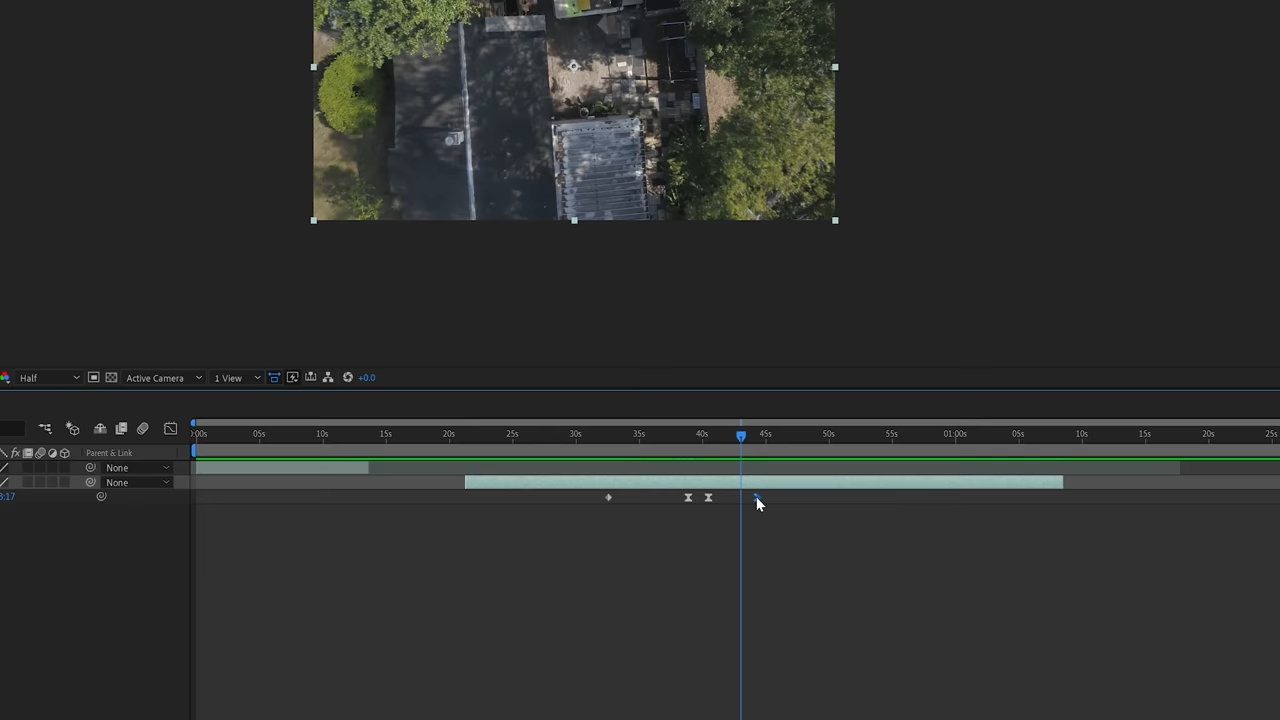 Half Active Camera 1 View +0.0
:00s 05s 10s 15s 20s 25s 30s 35s 40s 45s 50s 55s 01:00s 05s 10s 15s 20s 25s
fx Parent & Link
None
None
3:17